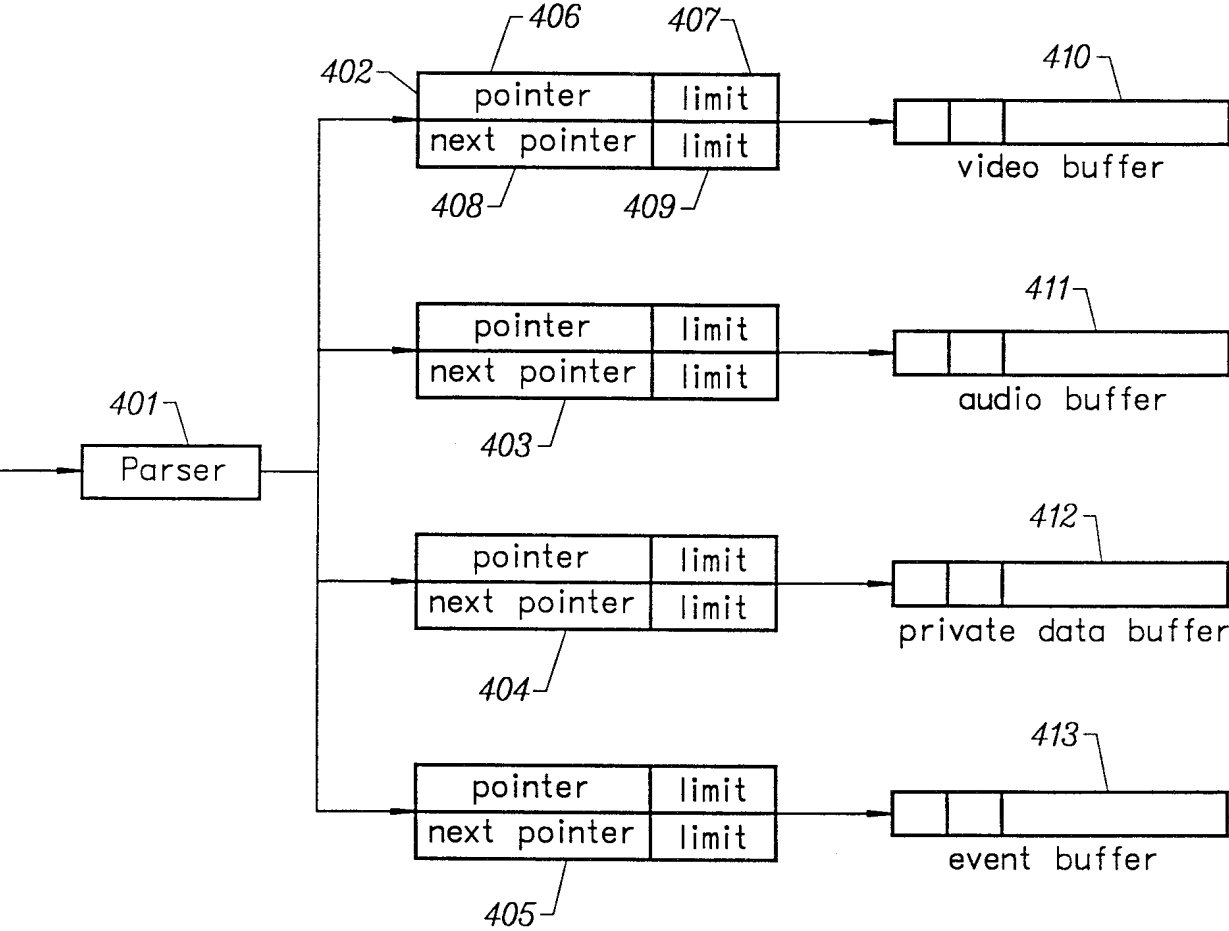 406
407
402
pointer
limit
410
next pointer
limit
video buffer
408
409
411
pointer
limit
next pointer
limit
audio buffer
401
403
Parser
412
pointer
limit
next pointer
limit
private data buffer
404
413
pointer
limit
next pointer
limit
event buffer
405